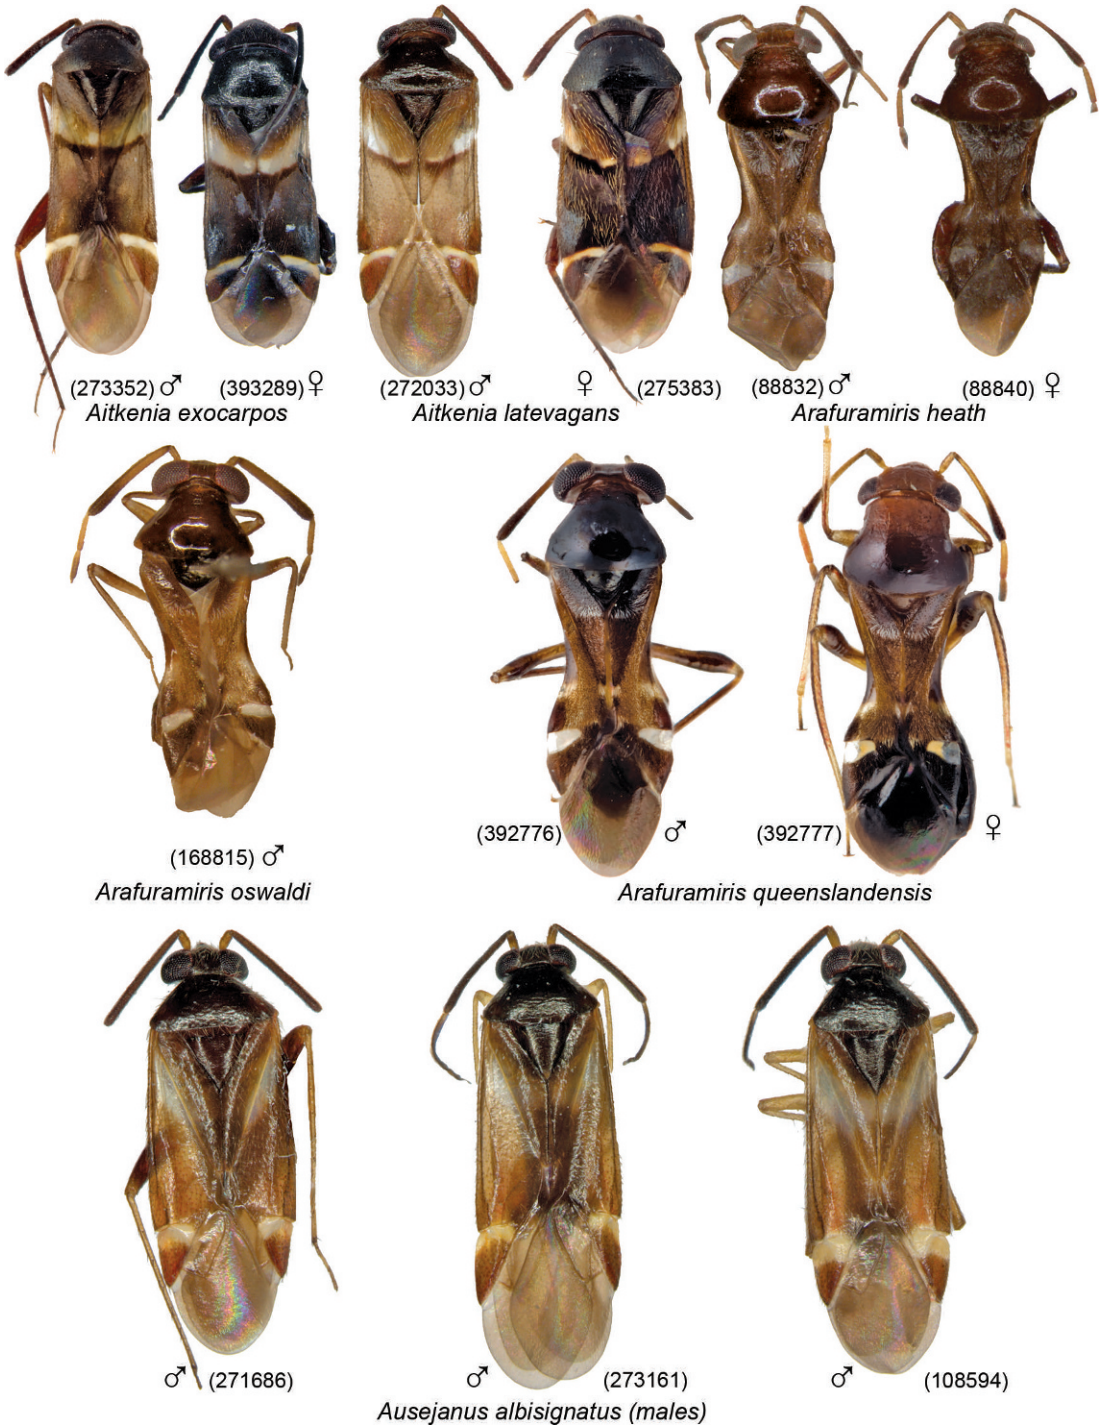 (273352) ♂ (393289) ♀ (272033) ♂ ♀ (275383) (88832) ♂ (88840) ♀
Aitkenia exocarpos Aitkenia latevagans Arafuramiris heath
(392776) ♂ (392777) ♀
(168815) ♂
Arafuramiris oswaldi Arafuramiris queenslandensis
♂ (271686) ♂ (273161) ♂ (108594)
Ausejanus albisignatus (males)